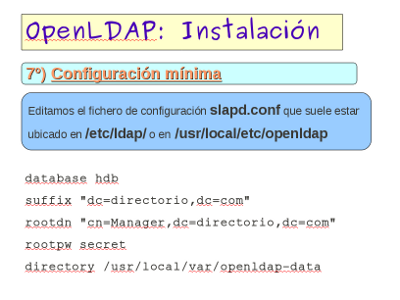 OpenLDAP: Instalación
7º) Configuración mínima
Editamos el fichero de configuración slapd.conf que suele estar
ubicado en /etc/ldap/ o en /usr/local/etc/openldap
database hdb
suffix "dc=directorio,dc=com"
rootdn "cn=Manager,dc=directorio,dc=com"
rootpw secret
directory /usr/local/var/openldap-data